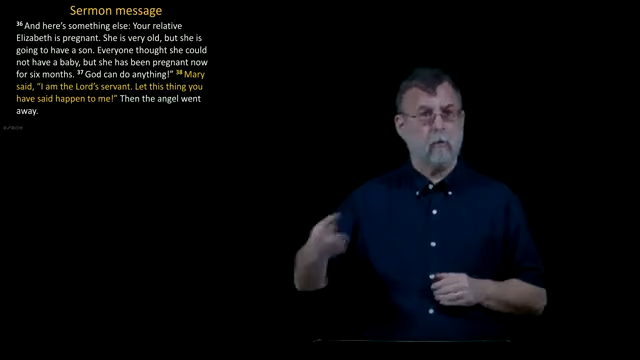 Sermon message
36 And here's something else: Your relative
Elizabeth is pregnant. She is very old, but she is
going to have a son. Everyone thought she could
not have a baby, but she has been pregnant now
for six months. 37 God can do anything!" 38 Mary
said, "I am the Lord's servant. Let this thing you
have said happen to me!" Then the angel went
away.